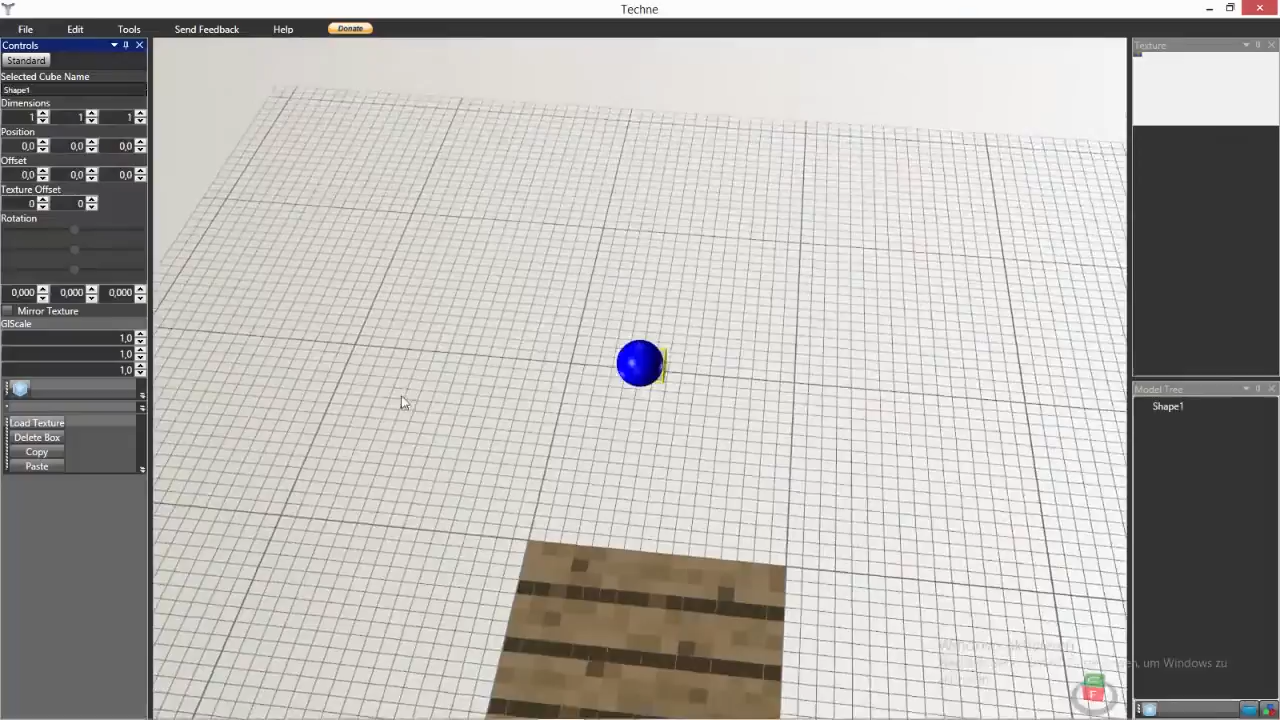 Techne
File Edit Tools Send Feedback Help Donate
Controls
Standard
Selected Cube Name
Shape1
Dimensions
1 1 1
Position
0,0 0,0 0,0
Offset
0,0 0,0 0,0
Texture Offset
0 0
Rotation
0,000 0,000 0,000
Mirror Texture
GlScale
1,0
1,0
1,0
Load Texture
Delete Box
Copy
Paste
Texture
Model Tree
Shape1
um Windows zu
F